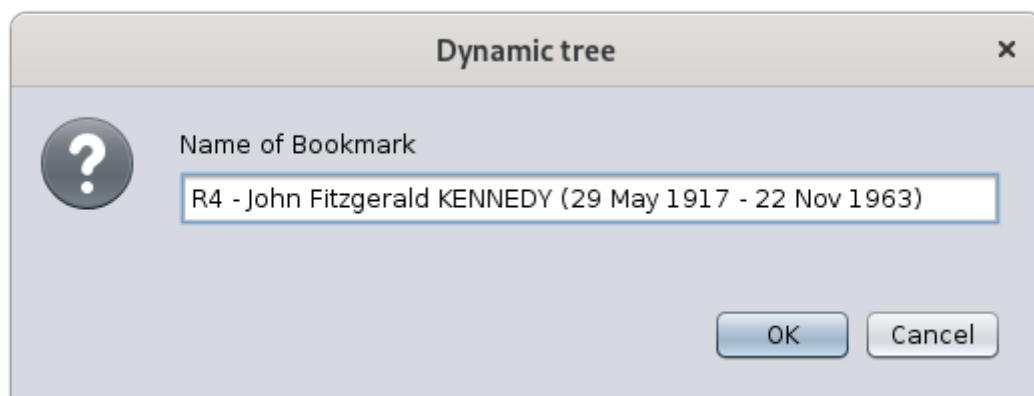 Dynamic tree
Name of Bookmark
R4 - John Fitzgerald KENNEDY (29 May 1917 - 22 Nov 1963)
OK
Cancel